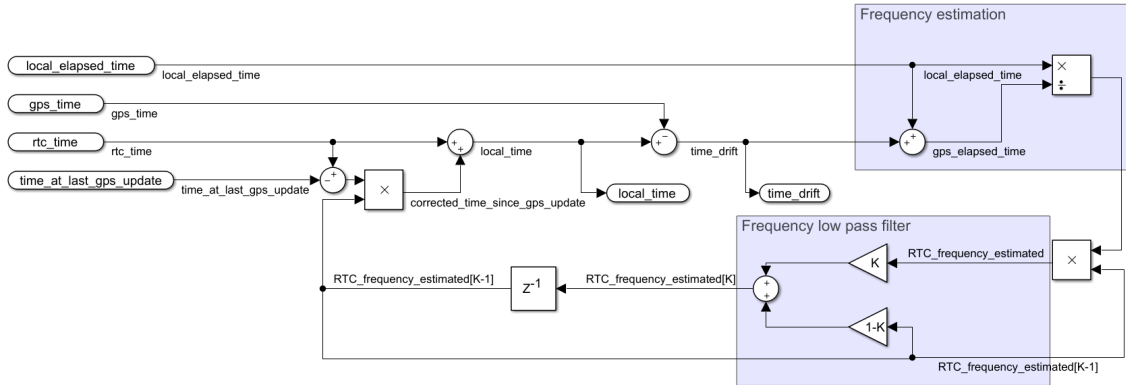 Frequency estimation
local_elapsed_time
local_elapsed_time
local_elapsed_time
×
÷
gps_time
gps_time
rtc_time
rtc_time
+
+
local_time
−
+
time_drift
+
+
gps_elapsed_time
time_at_last_gps_update
time_at_last_gps_update
−
+
×
corrected_time_since_gps_update
local_time
time_drift
Frequency low pass filter
RTC_frequency_estimated
K
×
RTC_frequency_estimated[K-1]
Z-1
RTC_frequency_estimated[K]
+
+
1-K
RTC_frequency_estimated[K-1]